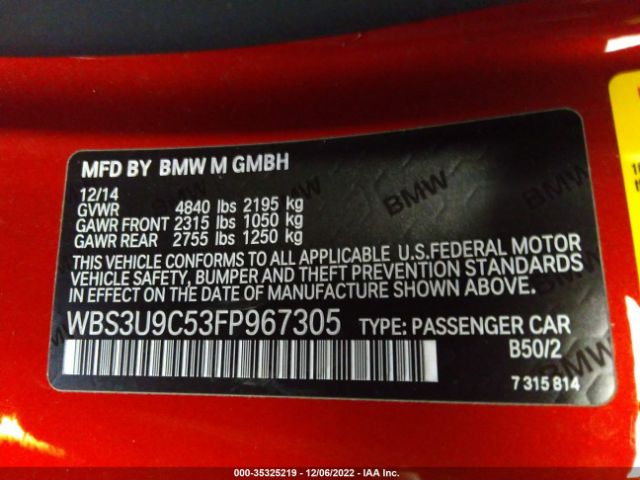 MFD BY BMW M GMBH
12/14
GVWR 4840 lbs 2195 kg
GAWR FRONT 2315 lbs 1050 kg
GAWR REAR 2755 lbs 1250 kg
THIS VEHICLE CONFORMS TO ALL APPLICABLE U.S.FEDERAL MOTOR
VEHICLE SAFETY, BUMPER AND THEFT PREVENTION STANDARDS
IN EFFECT ON THE DATE OF MANUFACTURE SHOWN ABOVE.
WBS3U9C53FP967305 TYPE: PASSENGER CAR
B50/2
7 315 814
BMW
BMW
BMW
000-35325219 - 12/06/2022 - IAA Inc.